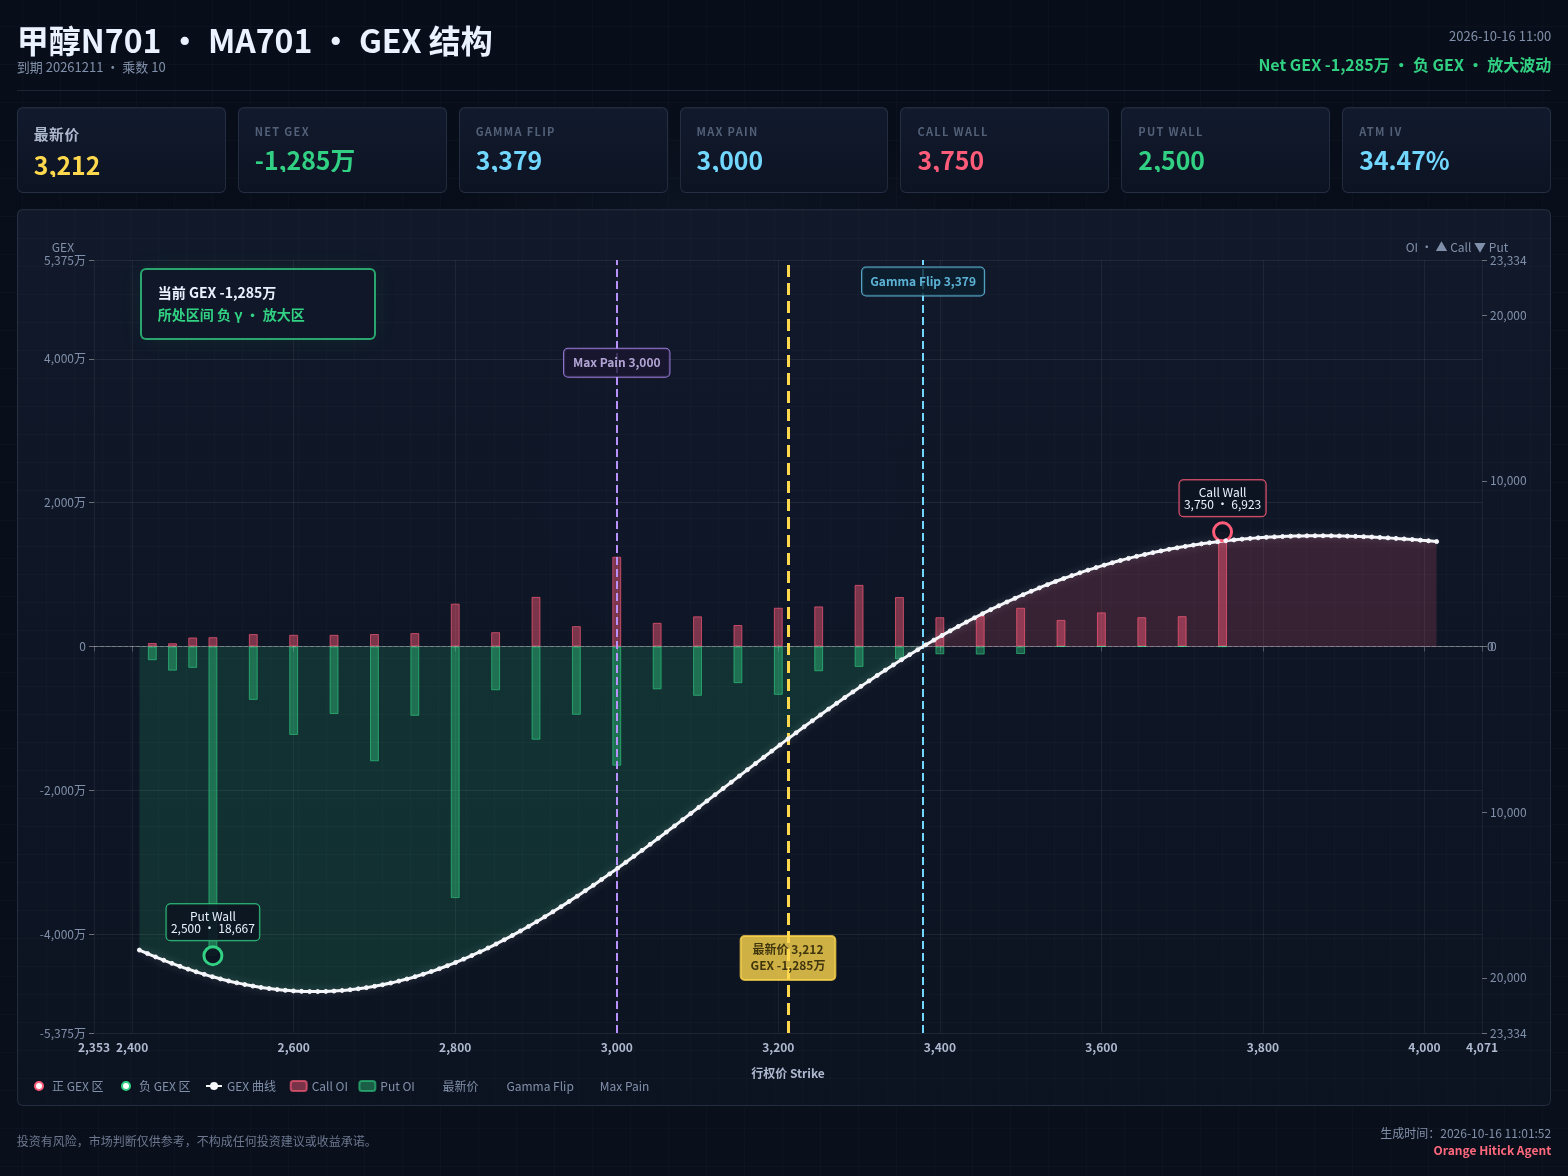 甲醇N701 · MA701 · GEX 结构
到期 20261211 · 乘数 10
2026-10-16 11:00
Net GEX -1,285万 · 负 GEX · 放大波动
最新价
3,212
NET GEX
-1,285万
GAMMA FLIP
3,379
MAX PAIN
3,000
CALL WALL
3,750
PUT WALL
2,500
ATM IV
34.47%
GEX
OI · ▲ Call ▼ Put
5,375万
4,000万
2,000万
0
-2,000万
-4,000万
-5,375万
23,334
20,000
10,000
0
0
10,000
20,000
23,334
当前 GEX -1,285万
所处区间 负 γ · 放大区
Gamma Flip 3,379
Max Pain 3,000
Call Wall
3,750 · 6,923
Put Wall
2,500 · 18,667
最新价 3,212
GEX -1,285万
2,353 2,400 2,600 2,800 3,000 3,200 3,400 3,600 3,800 4,000 4,071
行权价 Strike
正 GEX 区 负 GEX 区 GEX 曲线 Call OI Put OI 最新价 Gamma Flip Max Pain
投资有风险，市场判断仅供参考，不构成任何投资建议或收益承诺。
生成时间：2026-10-16 11:01:52
Orange Hitick Agent